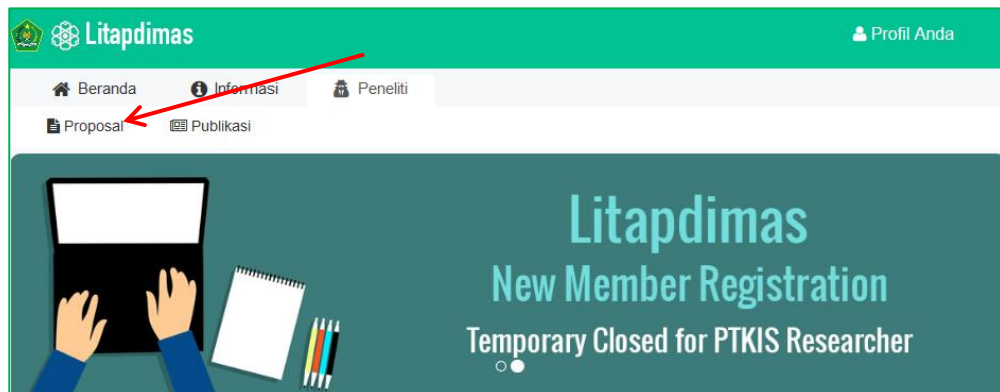 Litapdimas
Profil Anda
Beranda
Informasi
Peneliti
Proposal
Publikasi
Litapdimas
New Member Registration
Temporary Closed for PTKIS Researcher